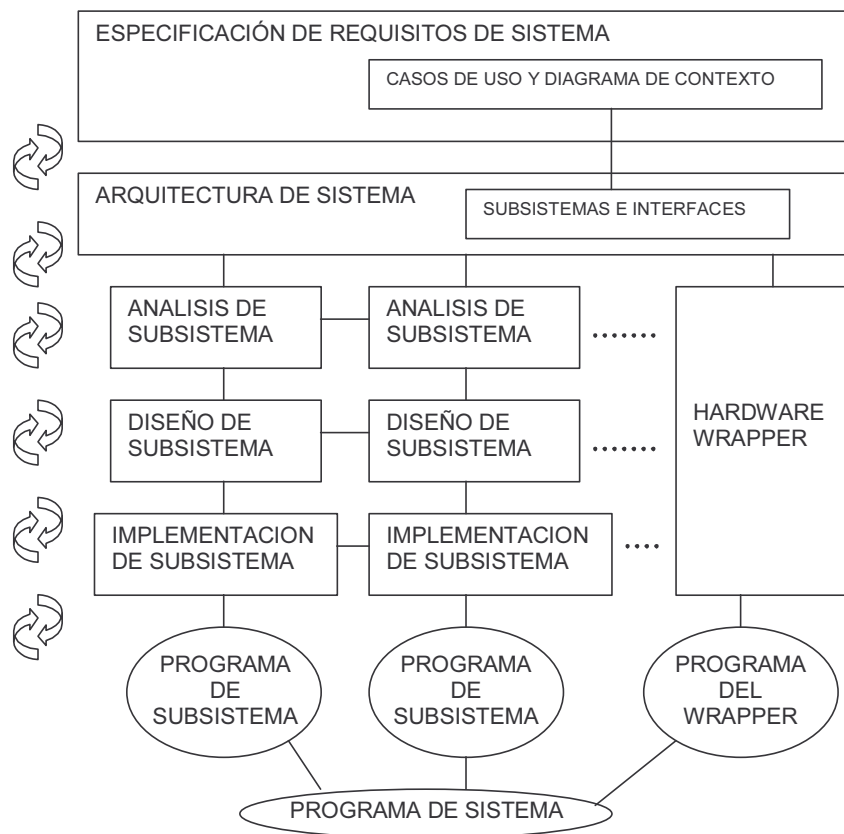 ESPECIFICACIÓN DE REQUISITOS DE SISTEMA
CASOS DE USO Y DIAGRAMA DE CONTEXTO
ARQUITECTURA DE SISTEMA
SUBSISTEMAS E INTERFACES
ANALISIS DE
SUBSISTEMA
ANALISIS DE
SUBSISTEMA
.......
HARDWARE
WRAPPER
DISEÑO DE
SUBSISTEMA
DISEÑO DE
SUBSISTEMA
.......
IMPLEMENTACION
DE SUBSISTEMA
IMPLEMENTACION
DE SUBSISTEMA
....
PROGRAMA
DE
SUBSISTEMA
PROGRAMA
DE
SUBSISTEMA
PROGRAMA
DEL
WRAPPER
PROGRAMA DE SISTEMA